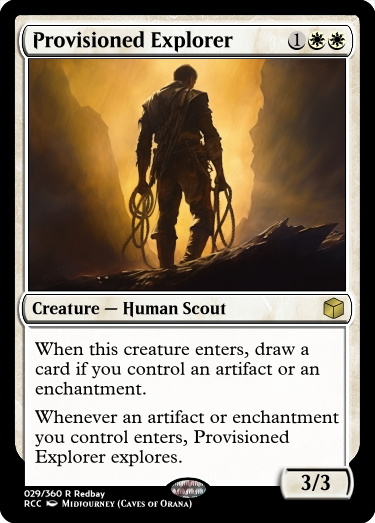 Provisioned Explorer 1
Creature — Human Scout
When this creature enters, draw a
card if you control an artifact or an
enchantment.
Whenever an artifact or enchantment
you control enters, Provisioned
Explorer explores.
3/3
029/360 R Redbay
RCC Midjourney (Caves of Orana)